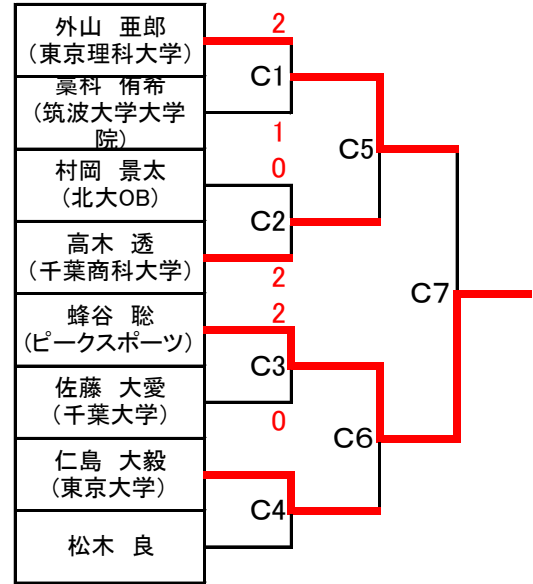 外山 亜郎
(東京理科大学)
藁科 侑希
(筑波大学大学
院)
村岡 景太
(北大OB)
高木 透
(千葉商科大学)
蜂谷 聡
(ピークスポーツ)
佐藤 大愛
(千葉大学)
仁島 大毅
(東京大学)
松木 良
2
C1
1
0
C2
2
2
C3
0
C4
C5
C6
C7